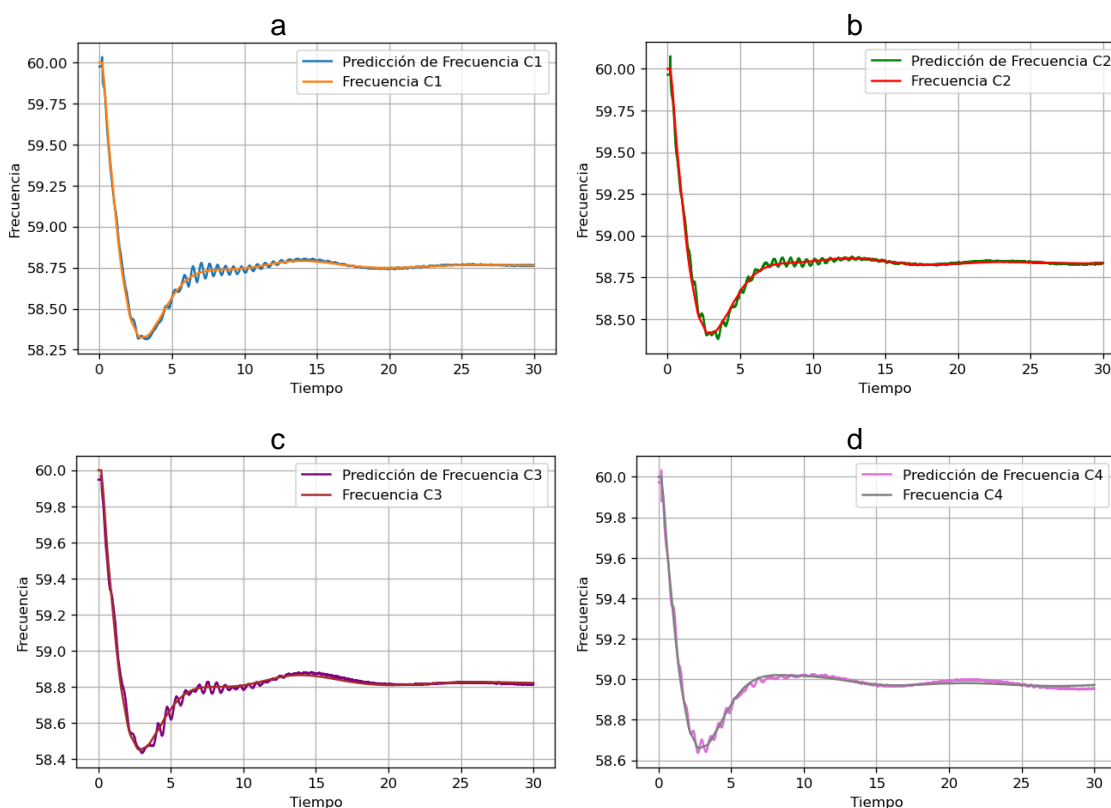 a
Predicción de Frecuencia C1
Frecuencia C1
60.00
59.75
59.50
59.25
59.00
58.75
58.50
58.25
Frecuencia
0 5 10 15 20 25 30
Tiempo
b
Predicción de Frecuencia C2
Frecuencia C2
60.00
59.75
59.50
59.25
59.00
58.75
58.50
Frecuencia
0 5 10 15 20 25 30
Tiempo
c
Predicción de Frecuencia C3
Frecuencia C3
60.0
59.8
59.6
59.4
59.2
59.0
58.8
58.6
58.4
Frecuencia
0 5 10 15 20 25 30
Tiempo
d
Predicción de Frecuencia C4
Frecuencia C4
60.0
59.8
59.6
59.4
59.2
59.0
58.8
58.6
Frecuencia
0 5 10 15 20 25 30
Tiempo